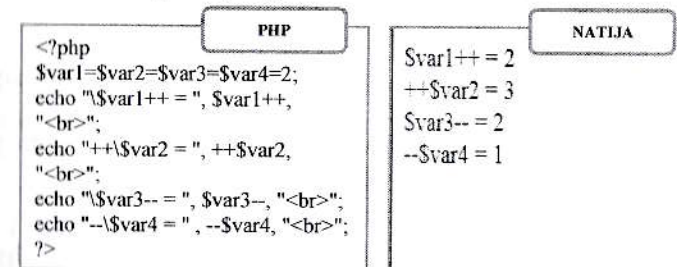 PHP
<?php
$var1=$var2=$var3=$var4=2;
echo "\$var1++ = ", $var1++,
"<br>";
echo "++\$var2 = ", ++$var2,
"<br>";
echo "\$var3-- = ", $var3--, "<br>";
echo "--\$var4 = " , --$var4, "<br>";
?>
NATIJA
$var1++ = 2
++$var2 = 3
$var3-- = 2
--$var4 = 1